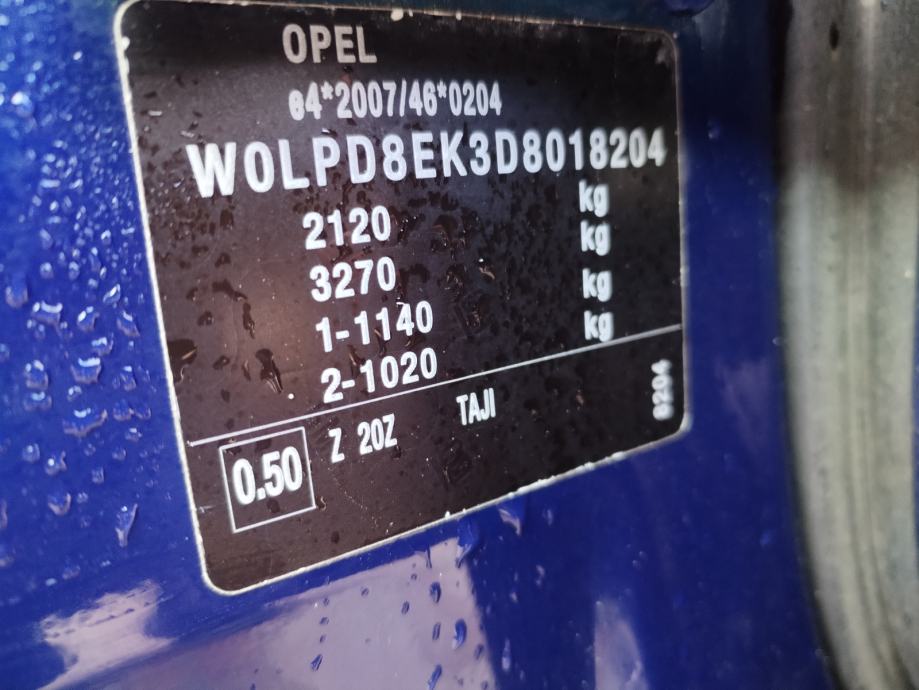 OPEL
e4*2007/46*0204
W0LPD8EK3D8018204
2120 kg
3270 kg
1-1140 kg
2-1020 kg
0.50 Z 20Z TAJI
8204